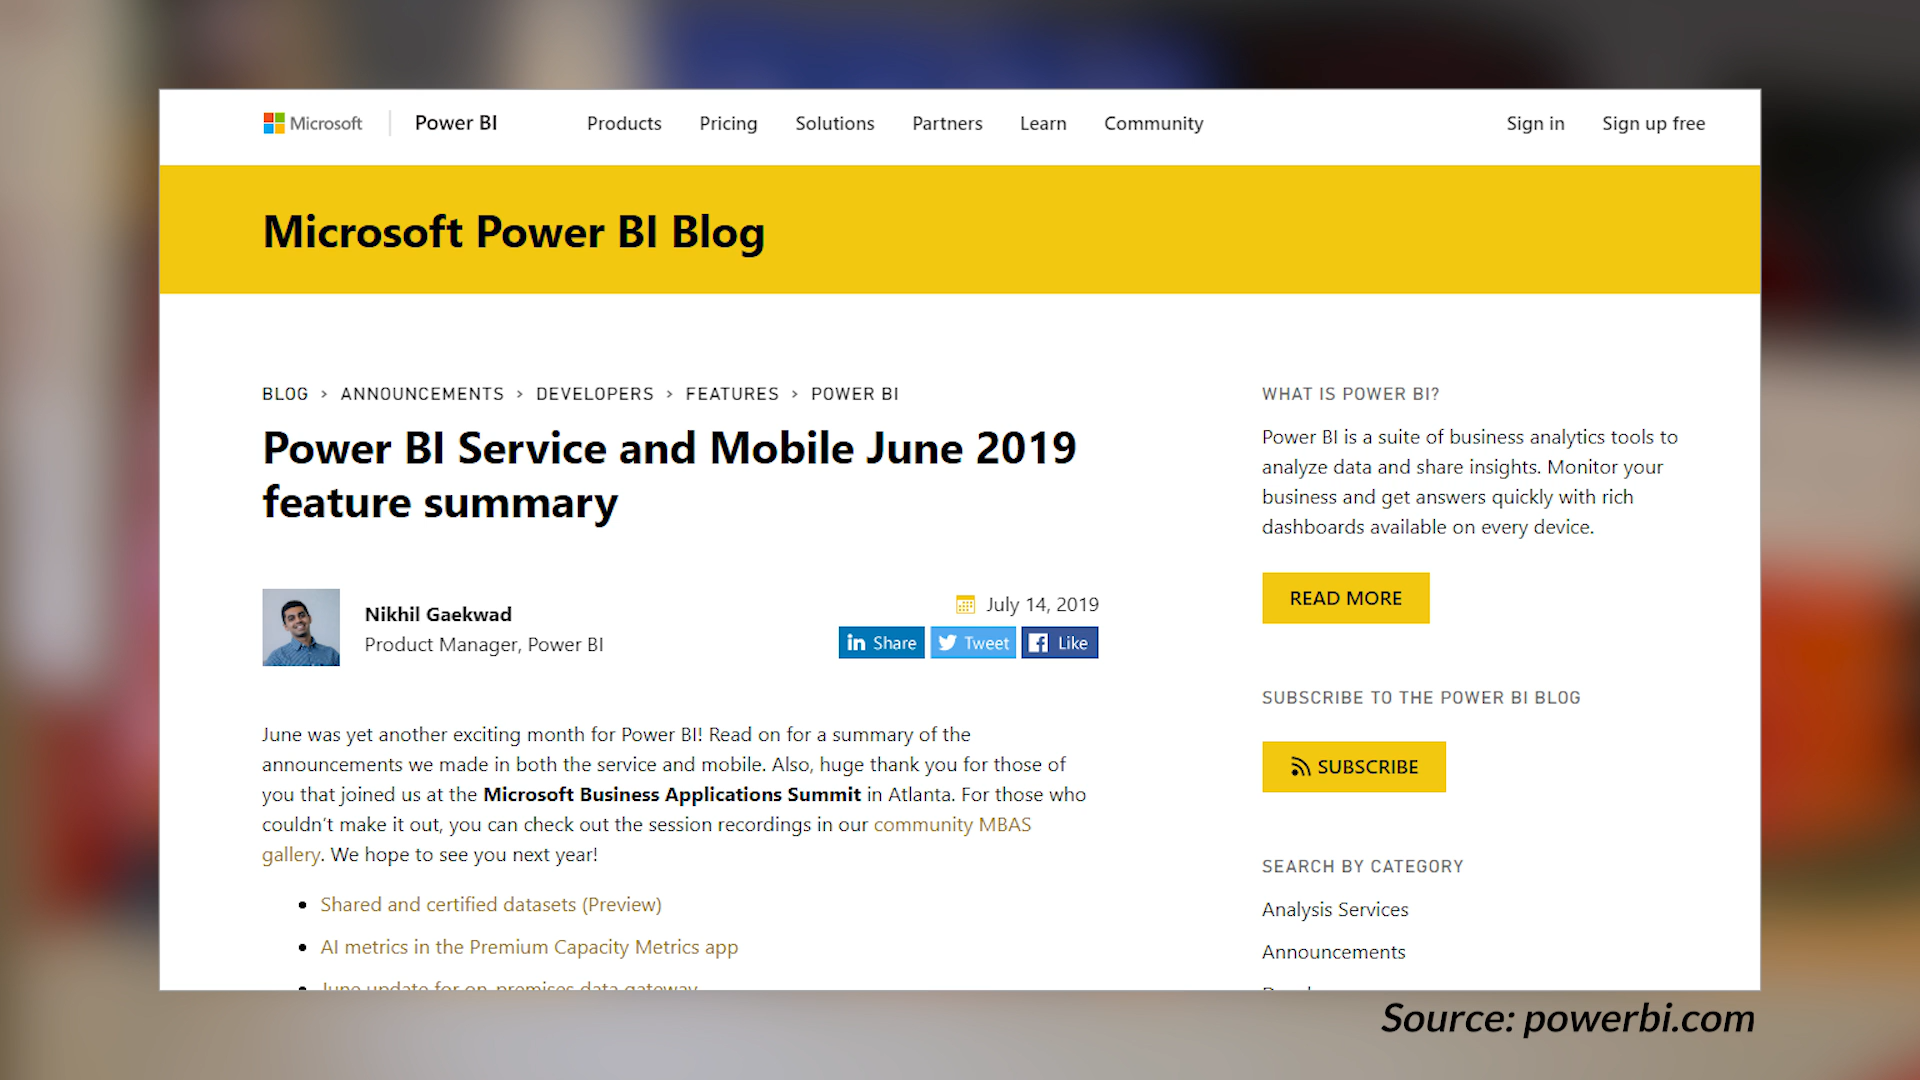 Microsoft Power BI Products Pricing Solutions Partners Learn Community Sign in Sign up free
Microsoft Power BI Blog
BLOG > ANNOUNCEMENTS > DEVELOPERS > FEATURES > POWER BI
Power BI Service and Mobile June 2019
feature summary
Nikhil Gaekwad
Product Manager, Power BI
July 14, 2019
Share Tweet Like
June was yet another exciting month for Power BI! Read on for a summary of the
announcements we made in both the service and mobile. Also, huge thank you for those of
you that joined us at the Microsoft Business Applications Summit in Atlanta. For those who
couldn't make it out, you can check out the session recordings in our community MBAS
gallery. We hope to see you next year!
• Shared and certified datasets (Preview)
• AI metrics in the Premium Capacity Metrics app
• June update for on-premises data gateway
WHAT IS POWER BI?
Power BI is a suite of business analytics tools to
analyze data and share insights. Monitor your
business and get answers quickly with rich
dashboards available on every device.
READ MORE
SUBSCRIBE TO THE POWER BI BLOG
SUBSCRIBE
SEARCH BY CATEGORY
Analysis Services
Announcements
Source: powerbi.com